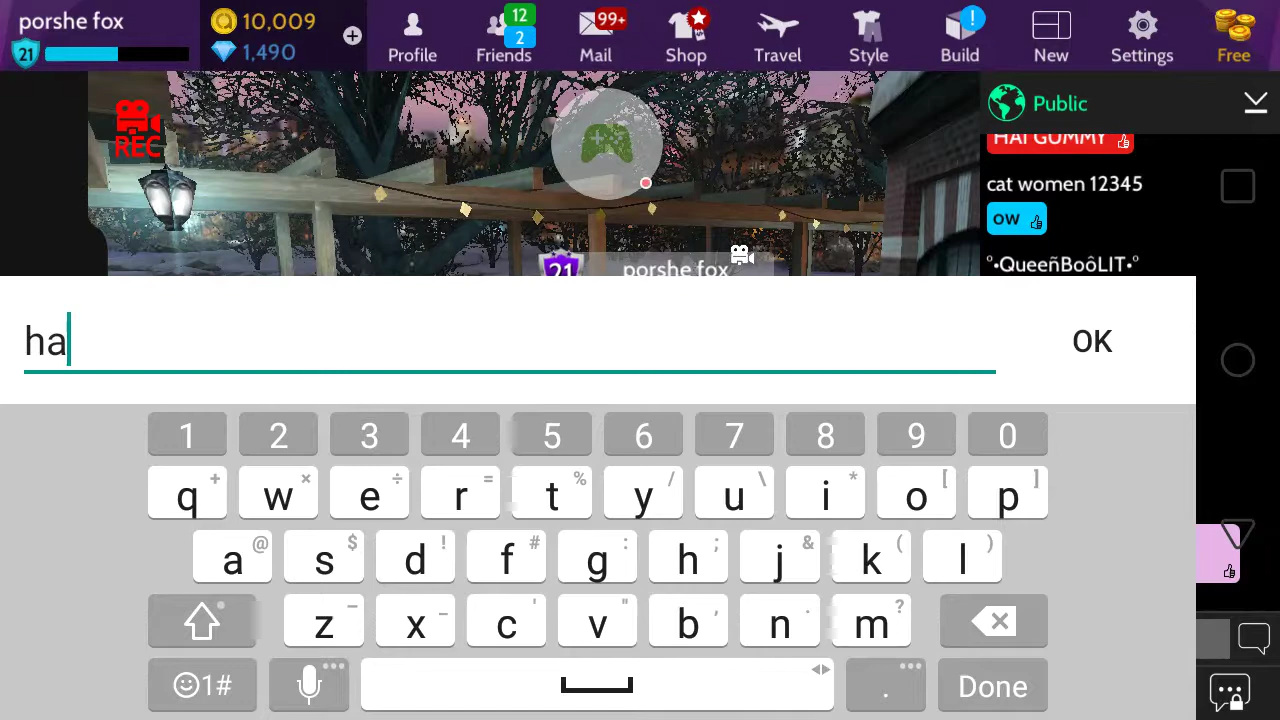 porshe fox
21
10,009
1,490
Profile
12
2
Friends
99+
Mail
Shop
Travel
Style
!
Build
New
Settings
Free
REC
Public
HAI GUMMY
cat women 12345
ow
°•QueeñBoôLIT•°
21
porshe fox
ha
OK
1 2 3 4 5 6 7 8 9 0
q + w × e ÷ r = t % y / u \ i * o [ p ]
a @ s $ d ! f # g : h ; j & k ( l )
z – x _ c ' v " b , n . m ?
1# . Done